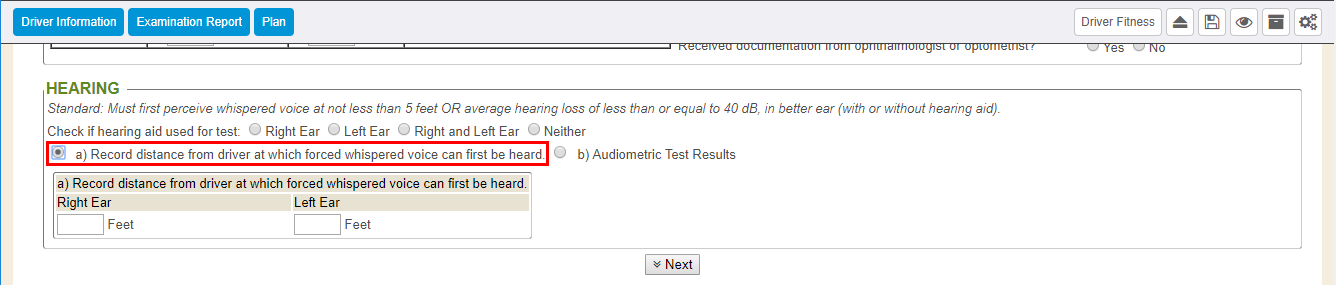 Driver Information Examination Report Plan Driver Fitness
Received documentation from ophthalmologist or optometrist? Yes No
HEARING
Standard: Must first perceive whispered voice at not less than 5 feet OR average hearing loss of less than or equal to 40 dB, in better ear (with or without hearing aid).
Check if hearing aid used for test: Right Ear Left Ear Right and Left Ear Neither
a) Record distance from driver at which forced whispered voice can first be heard. b) Audiometric Test Results
a) Record distance from driver at which forced whispered voice can first be heard.
Right Ear Left Ear
Feet Feet
Next